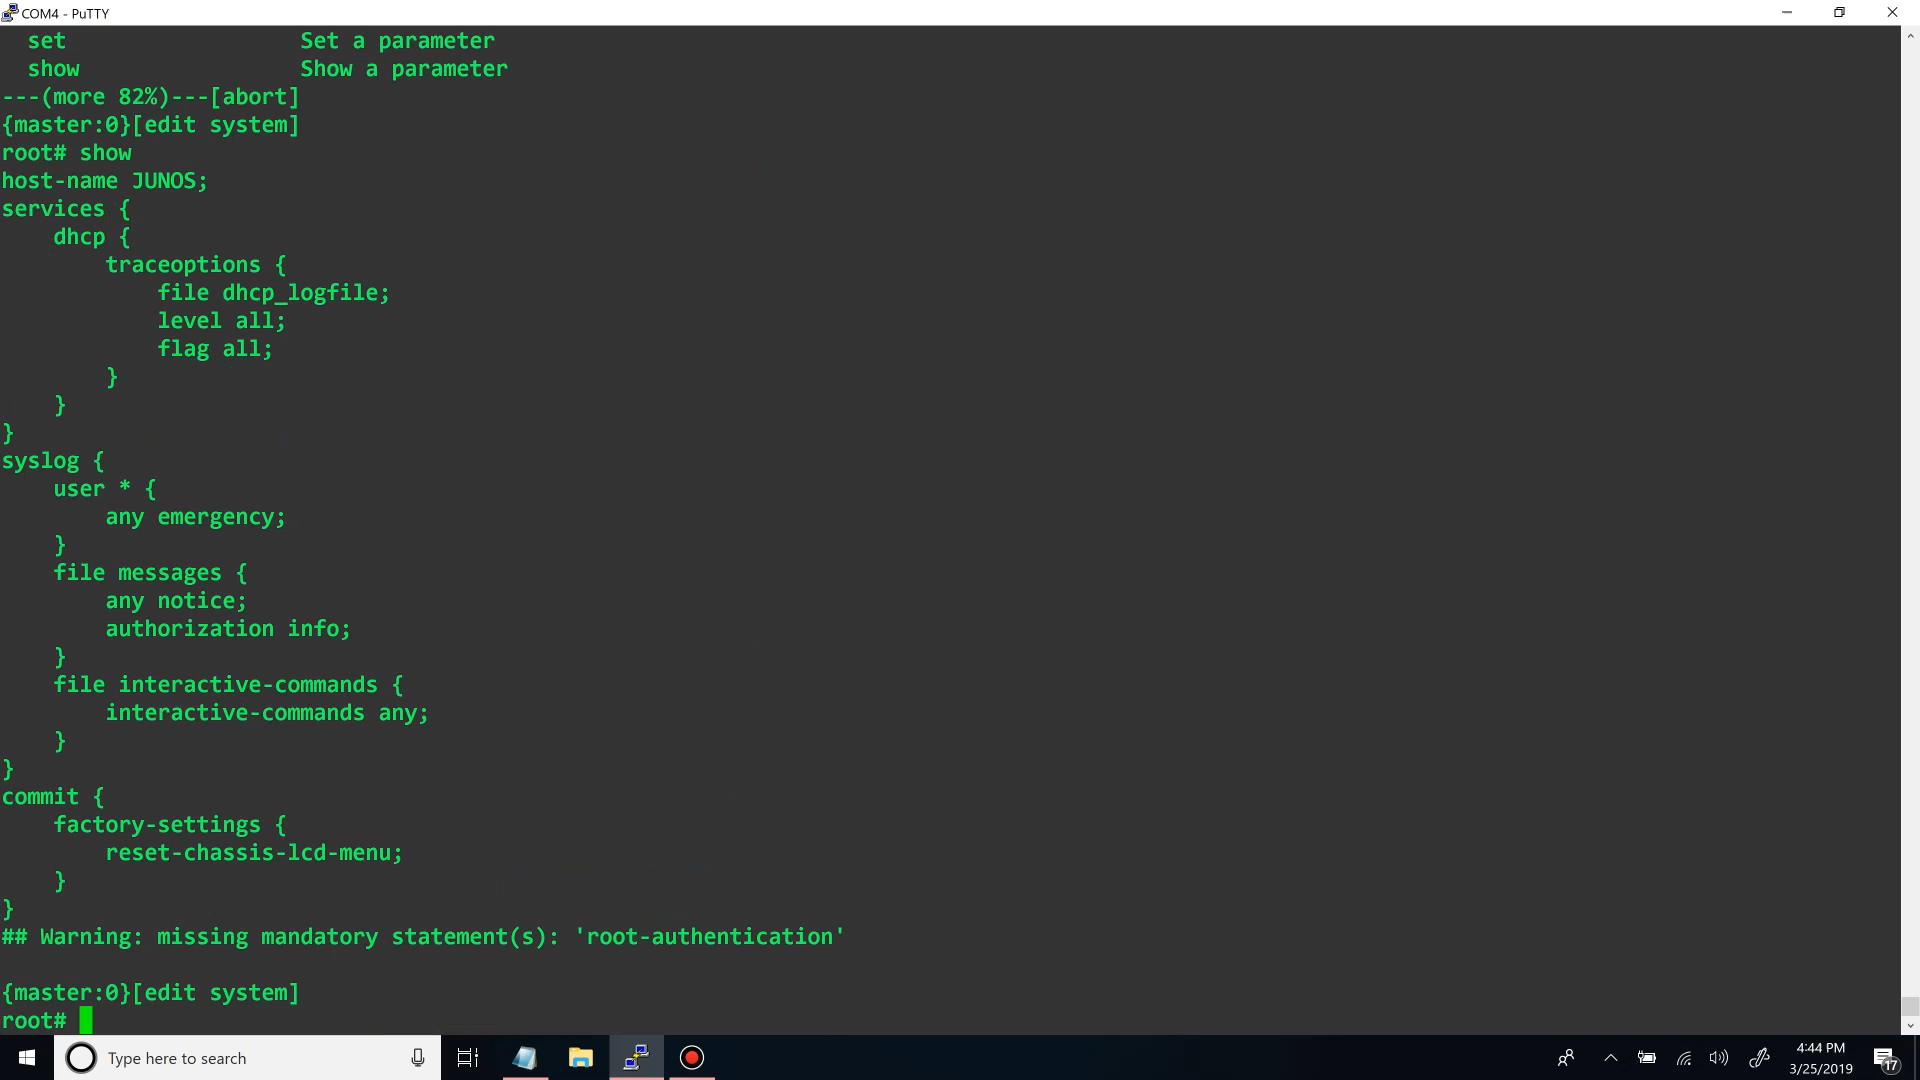 COM4 - PuTTY
set Set a parameter
show Show a parameter
---(more 82%)---[abort]
{master:0}[edit system]
root# show
host-name JUNOS;
services {
dhcp {
traceoptions {
file dhcp_logfile;
level all;
flag all;
}
}
}
syslog {
user * {
any emergency;
}
file messages {
any notice;
authorization info;
}
file interactive-commands {
interactive-commands any;
}
}
commit {
factory-settings {
reset-chassis-lcd-menu;
}
}
## Warning: missing mandatory statement(s): 'root-authentication'
{master:0}[edit system]
root#
Type here to search
4:44 PM
3/25/2019
17